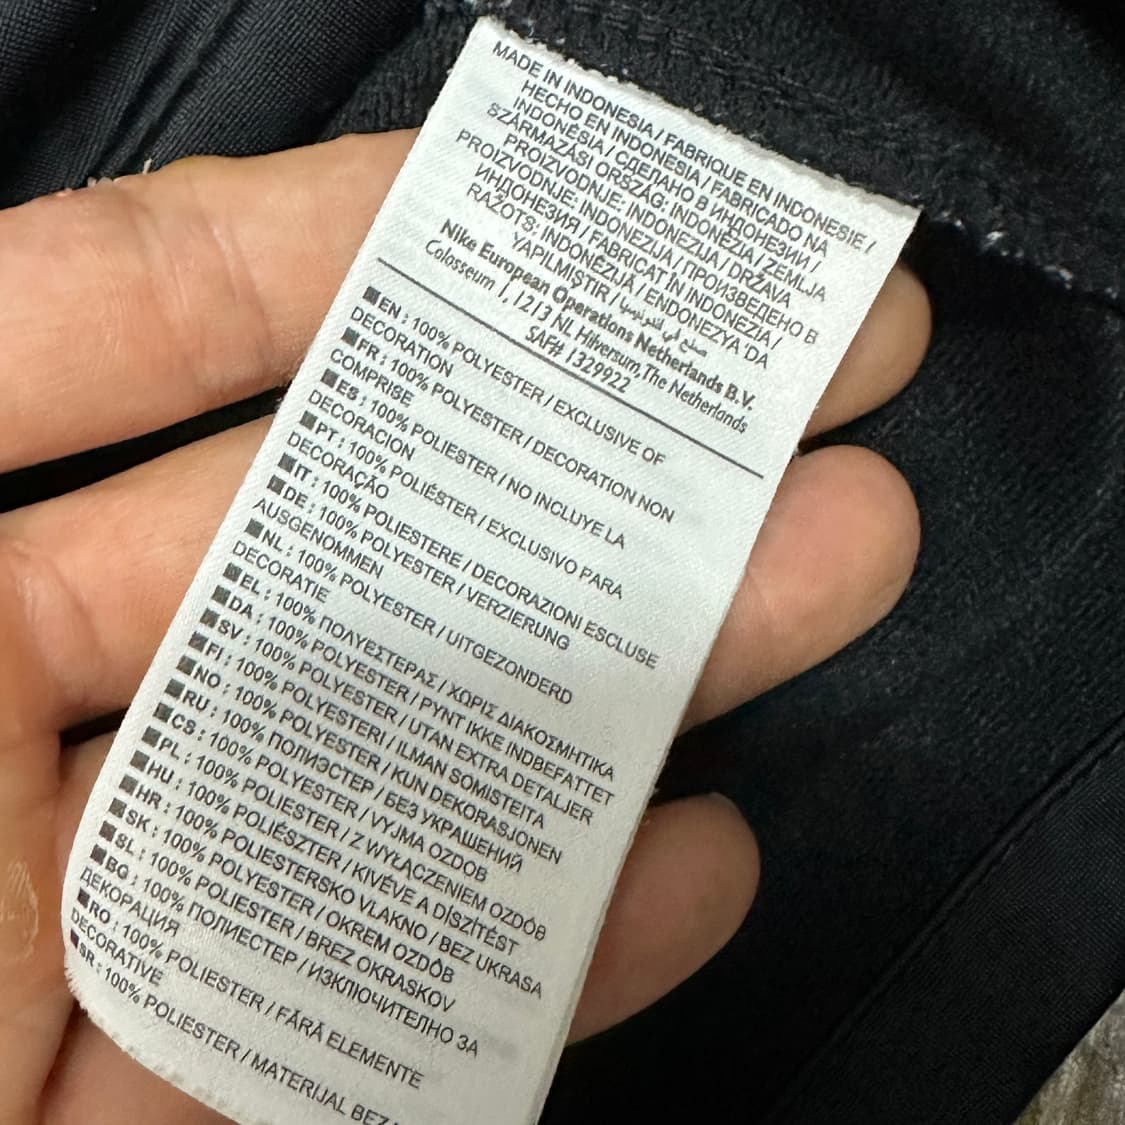 MADE IN INDONESIA / FABRIQUE EN INDONESIE /
HECHO EN INDONESIA / FABRICADO NA
INDONÉSIA / СДЕЛАНО В ИНДОНЕЗИИ /
SZÁRMAZÁSI ORSZÁG: INDONÉZIA / ZEMLJA
PROIZVODNJE: INDONEZIJA / DRŽAVA
PROIZVODNJE: INDONEZIJA / ПРОИЗВЕДЕНО В
ИНДОНЕЗИЯ / FABRICAT ÎN INDONEZIA /
RAŽOTS: INDONĒZIJĀ / ENDONEZYA 'DA
YAPILMIŞTIR /
Nike European Operations Netherlands B.V.
Colosseum 1, 1213 NL Hilversum, The Netherlands
SAF# 1329922
EN : 100% POLYESTER / EXCLUSIVE OF
DECORATION
FR : 100% POLYESTER / DECORATION NON
COMPRISE
ES : 100% POLIESTER / NO INCLUYE LA
DECORACION
PT : 100% POLIÉSTER / EXCLUSIVO PARA
DECORAÇÃO
IT : 100% POLIESTERE / DECORAZIONI ESCLUSE
DE : 100% POLYESTER / VERZIERUNG
AUSGENOMMEN
NL : 100% POLYESTER / UITGEZONDERD
DECORATIE
EL : 100% ΠΟΛΥΕΣΤΕΡΑΣ / ΧΩΡΙΣ ΔΙΑΚΟΣΜΗΤΙΚΑ
DA : 100% POLYESTER / PYNT IKKE INDBEFATTET
SV : 100% POLYESTER / UTAN EXTRA DETALJER
FI : 100% POLYESTERI / ILMAN SOMISTEITA
NO : 100% POLYESTER / KUN DEKORASJONEN
RU : 100% ПОЛИЭСТЕР / БЕЗ УКРАШЕНИЙ
CS : 100% POLYESTER / VYJMA OZDOB
PL : 100% POLIESTER / Z WYŁĄCZENIEM OZDÓB
HU : 100% POLIÉSZTER / KIVÉVE A DÍSZÍTÉST
HR : 100% POLIESTERSKO VLAKNO / BEZ UKRASA
SK : 100% POLYESTER / OKREM OZDÔB
SL : 100% POLIESTER / BREZ OKRASKOV
BG : 100% ПОЛИЕСТЕР / ИЗКЛЮЧИТЕЛНО ЗА
ДЕКОРАЦИЯ
RO : 100% POLIESTER / FĂRĂ ELEMENTE
DECORATIVE
SR : 100% POLIESTER / MATERIJAL BEZ